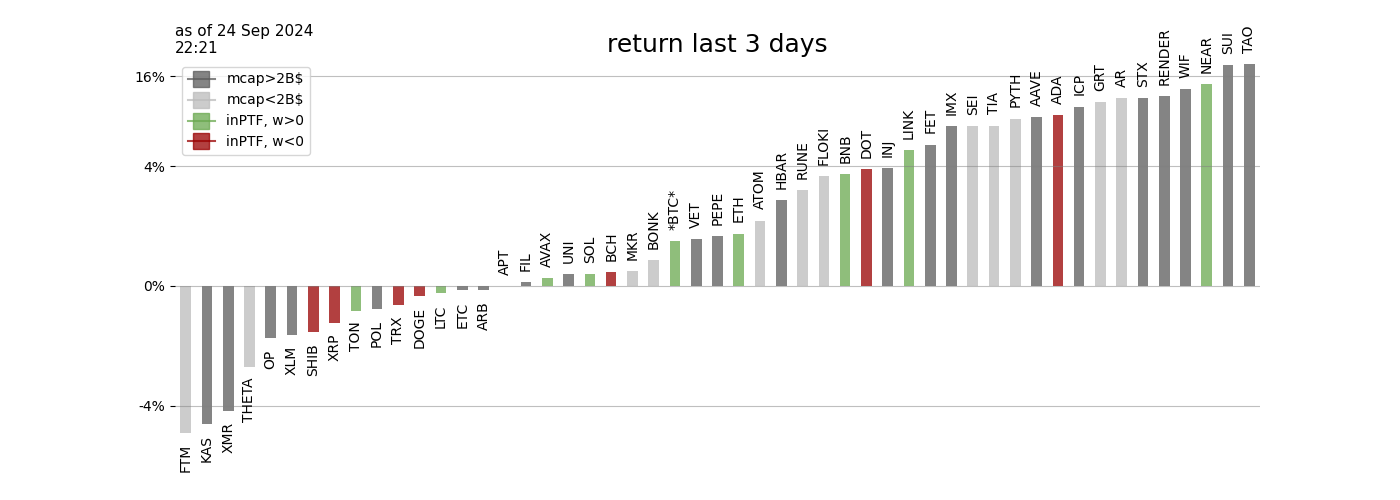 as of 24 Sep 2024
22:21
return last 3 days
mcap>2B$
mcap<2B$
inPTF, w>0
inPTF, w<0
16%
4%
0%
-4%
FTM
KAS
XMR
THETA
OP
XLM
SHIB
XRP
TON
POL
TRX
DOGE
LTC
ETC
ARB
APT
FIL
AVAX
UNI
SOL
BCH
MKR
BONK
*BTC*
VET
PEPE
ETH
ATOM
HBAR
RUNE
FLOKI
BNB
DOT
INJ
LINK
FET
IMX
SEI
TIA
PYTH
AAVE
ADA
ICP
GRT
AR
STX
RENDER
WIF
NEAR
SUI
TAO